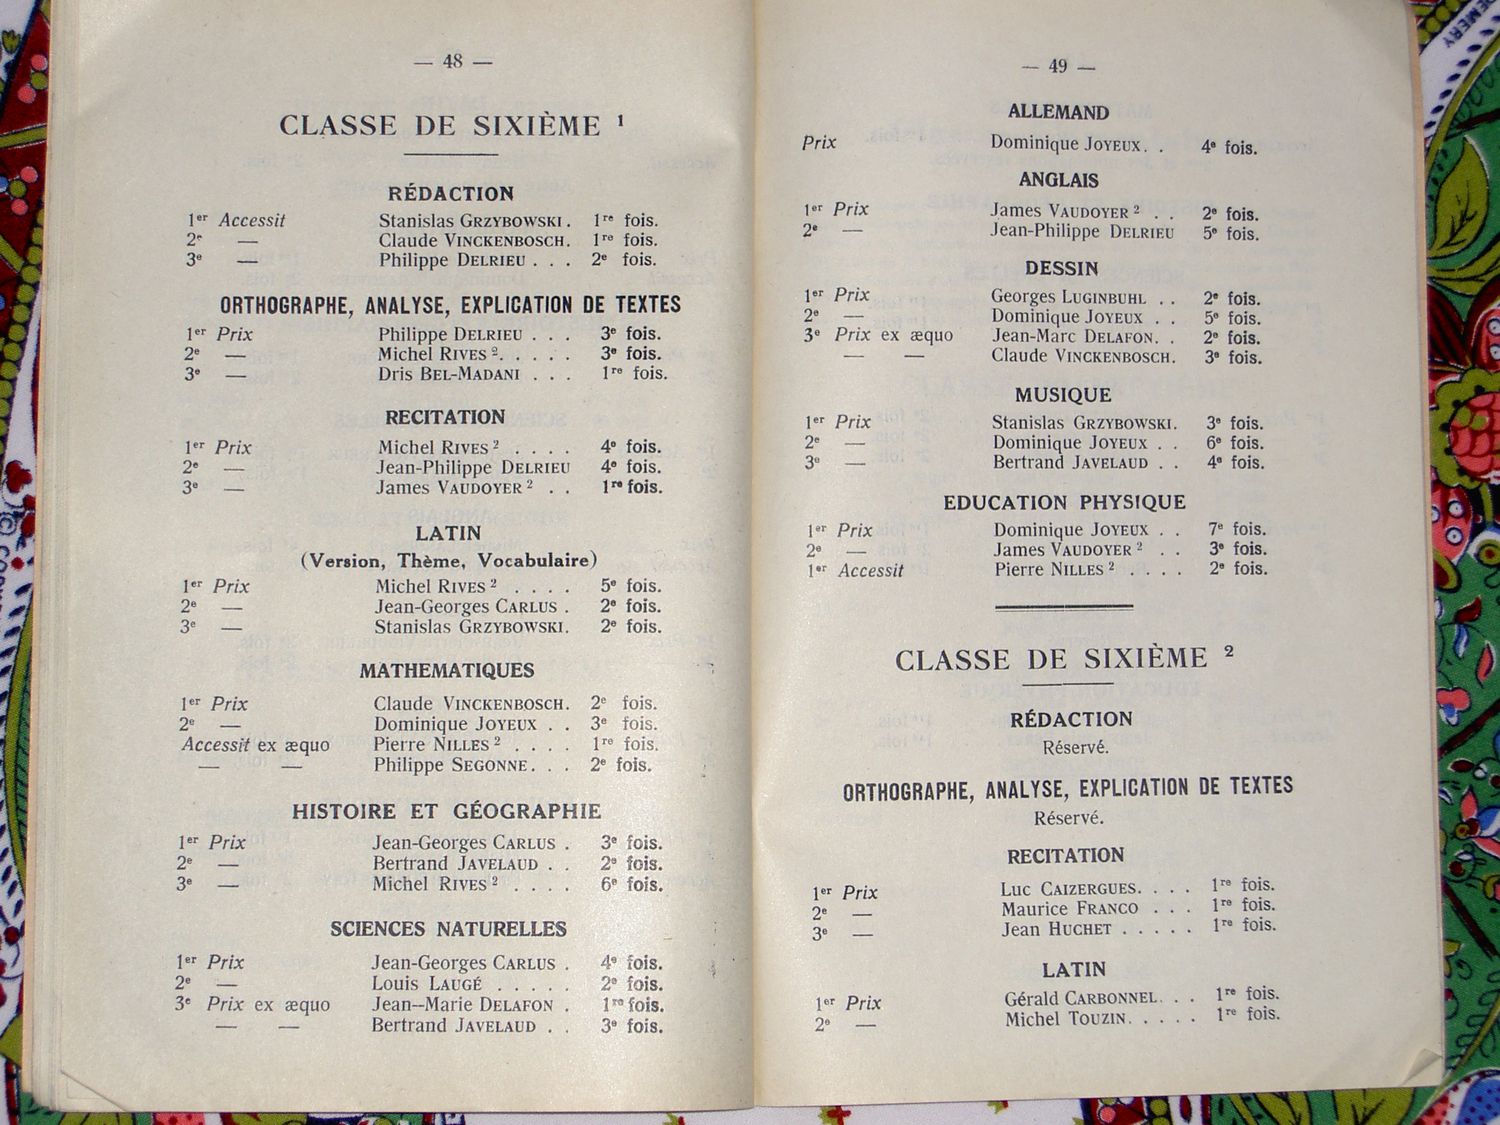 — 48 —
CLASSE DE SIXIÈME 1
RÉDACTION
1er Accessit Stanislas GRZYBOWSKI. 1re fois.
2e — Claude VINCKENBOSCH. 1re fois.
3e — Philippe DELRIEU . . . 2e fois.
ORTHOGRAPHE, ANALYSE, EXPLICATION DE TEXTES
1er Prix Philippe DELRIEU . . . 3e fois.
2e — Michel RIVES 2. . . . . 3e fois.
3e — Dris BEL-MADANI . . . 1re fois.
RECITATION
1er Prix Michel RIVES 2 . . . . 4e fois.
2e — Jean-Philippe DELRIEU 4e fois.
3e — James VAUDOYER 2 . . 1re fois.
LATIN
(Version, Thème, Vocabulaire)
1er Prix Michel RIVES 2 . . . . 5e fois.
2e — Jean-Georges CARLUS . 2e fois.
3e — Stanislas GRZYBOWSKI. 2e fois.
MATHEMATIQUES
1er Prix Claude VINCKENBOSCH. 2e fois.
2e — Dominique JOYEUX . . 3e fois.
Accessit ex æquo Pierre NILLES 2 . . . . 1re fois.
— — Philippe SEGONNE. . . 2e fois.
HISTOIRE ET GÉOGRAPHIE
1er Prix Jean-Georges CARLUS . 3e fois.
2e — Bertrand JAVELAUD . . 2e fois.
3e — Michel RIVES 2 . . . . 6e fois.
SCIENCES NATURELLES
1er Prix Jean-Georges CARLUS . 4e fois.
2e — Louis LAUGÉ . . . . . 2e fois.
3e Prix ex æquo Jean--Marie DELAFON . 1re fois.
— — Bertrand JAVELAUD . . 3e fois.
— 49 —
ALLEMAND
Prix Dominique JOYEUX. . 4e fois.
ANGLAIS
1er Prix James VAUDOYER 2 . . 2e fois.
2e — Jean-Philippe DELRIEU 5e fois.
DESSIN
1er Prix Georges LUGINBUHL . . 2e fois.
2e — Dominique JOYEUX . . 5e fois.
3e Prix ex æquo Jean-Marc DELAFON. . 2e fois.
— — Claude VINCKENBOSCH. 3e fois.
MUSIQUE
1er Prix Stanislas GRZYBOWSKI. 3e fois.
2e — Dominique JOYEUX . . 6e fois.
3e — Bertrand JAVELAUD . . 4e fois.
EDUCATION PHYSIQUE
1er Prix Dominique JOYEUX . . 7e fois.
2e — James VAUDOYER 2 . . 3e fois.
1er Accessit Pierre NILLES 2 . . . . 2e fois.
CLASSE DE SIXIÈME 2
RÉDACTION
Réservé.
ORTHOGRAPHE, ANALYSE, EXPLICATION DE TEXTES
Réservé.
RECITATION
1er Prix Luc CAIZERGUES. . . . 1re fois.
2e — Maurice FRANCO . . . 1re fois.
3e — Jean HUCHET . . . . . 1re fois.
LATIN
1er Prix Gérald CARBONNEL. . . 1re fois.
2e — Michel TOUZIN. . . . . 1re fois.